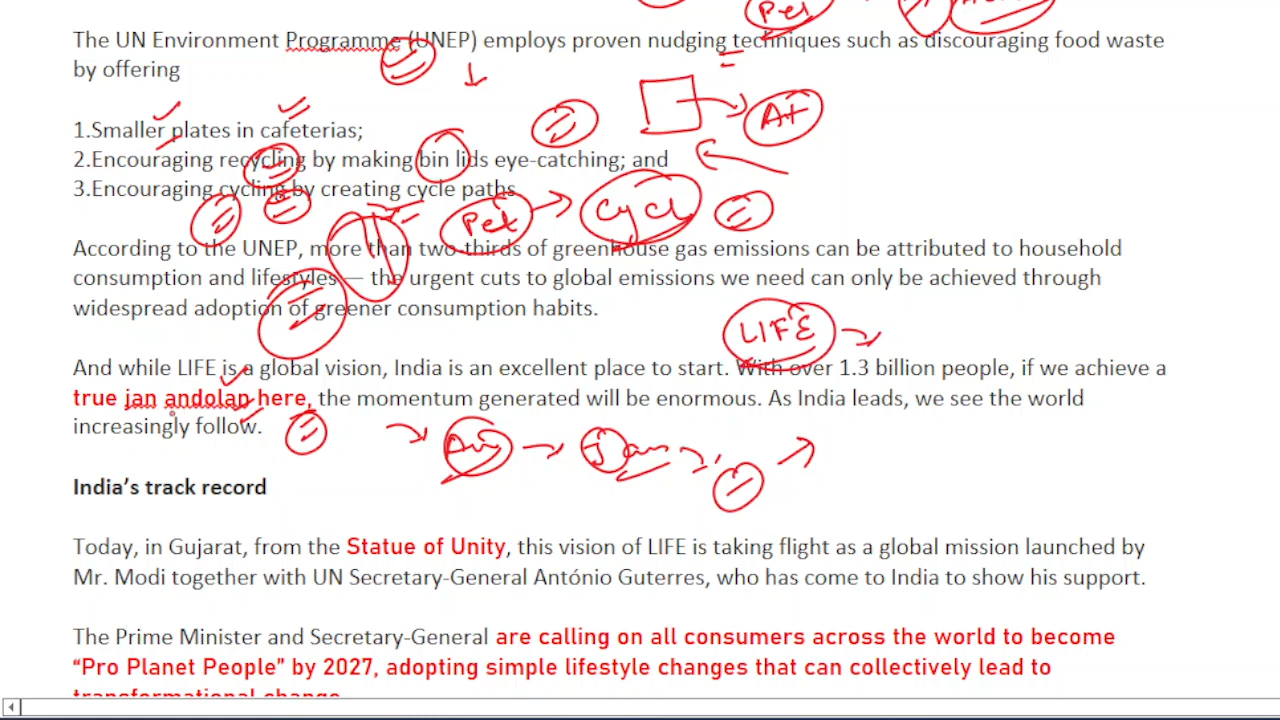 Pet
The UN Environment Programme (UNEP) employs proven nudging techniques such as discouraging food waste
by offering
1.Smaller plates in cafeterias;
2.Encouraging recycling by making bin lids eye-catching; and
3.Encouraging cycling by creating cycle paths
Pet
According to the UNEP, more than two-thirds of greenhouse gas emissions can be attributed to household
consumption and lifestyles — the urgent cuts to global emissions we need can only be achieved through
widespread adoption of greener consumption habits.
LIFE
And while LIFE is a global vision, India is an excellent place to start. With over 1.3 billion people, if we achieve a
true jan andolan here, the momentum generated will be enormous. As India leads, we see the world
increasingly follow.
Jan
India’s track record
Today, in Gujarat, from the Statue of Unity, this vision of LIFE is taking flight as a global mission launched by
Mr. Modi together with UN Secretary-General António Guterres, who has come to India to show his support.
The Prime Minister and Secretary-General are calling on all consumers across the world to become
“Pro Planet People” by 2027, adopting simple lifestyle changes that can collectively lead to
transformational change